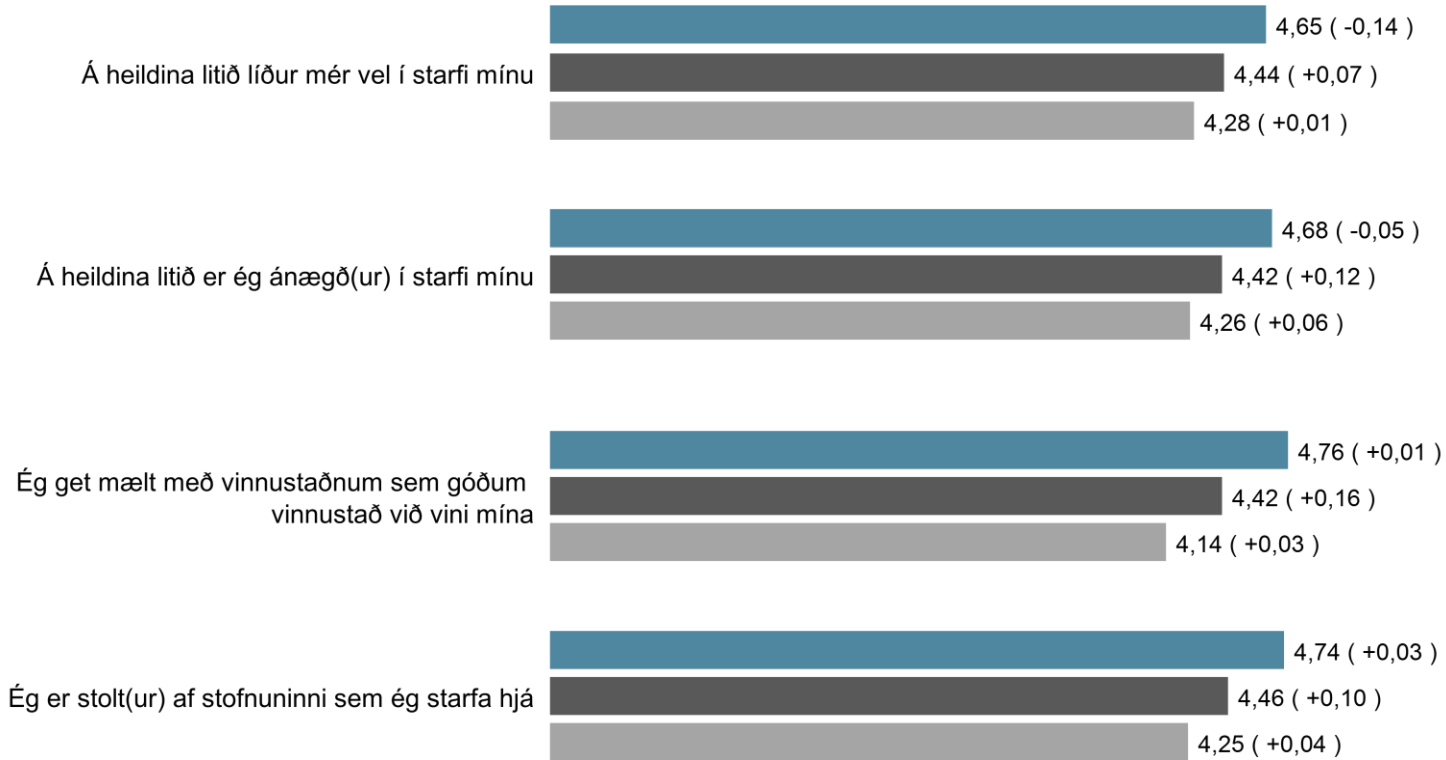 4,65 ( -0,14 )
Á heildina litið líður mér vel í starfi mínu
4,44 ( +0,07 )
4,28 ( +0,01 )
4,68 ( -0,05 )
Á heildina litið er ég ánægð(ur) í starfi mínu
4,42 ( +0,12 )
4,26 ( +0,06 )
4,76 ( +0,01 )
Ég get mælt með vinnustaðnum sem góðum
vinnustað við vini mína
4,42 ( +0,16 )
4,14 ( +0,03 )
4,74 ( +0,03 )
Ég er stolt(ur) af stofnuninni sem ég starfa hjá
4,46 ( +0,10 )
4,25 ( +0,04 )